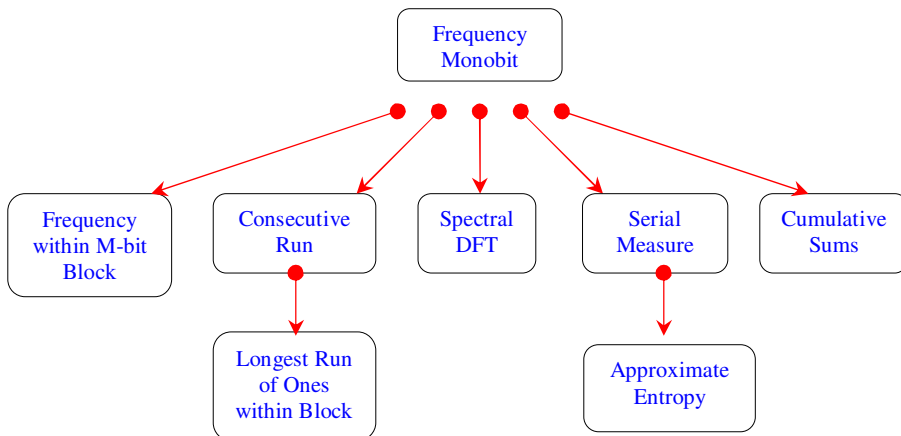 Frequency
Monobit
Frequency
within M-bit
Block
Consecutive
Run
Spectral
DFT
Serial
Measure
Cumulative
Sums
Longest Run
of Ones
within Block
Approximate
Entropy